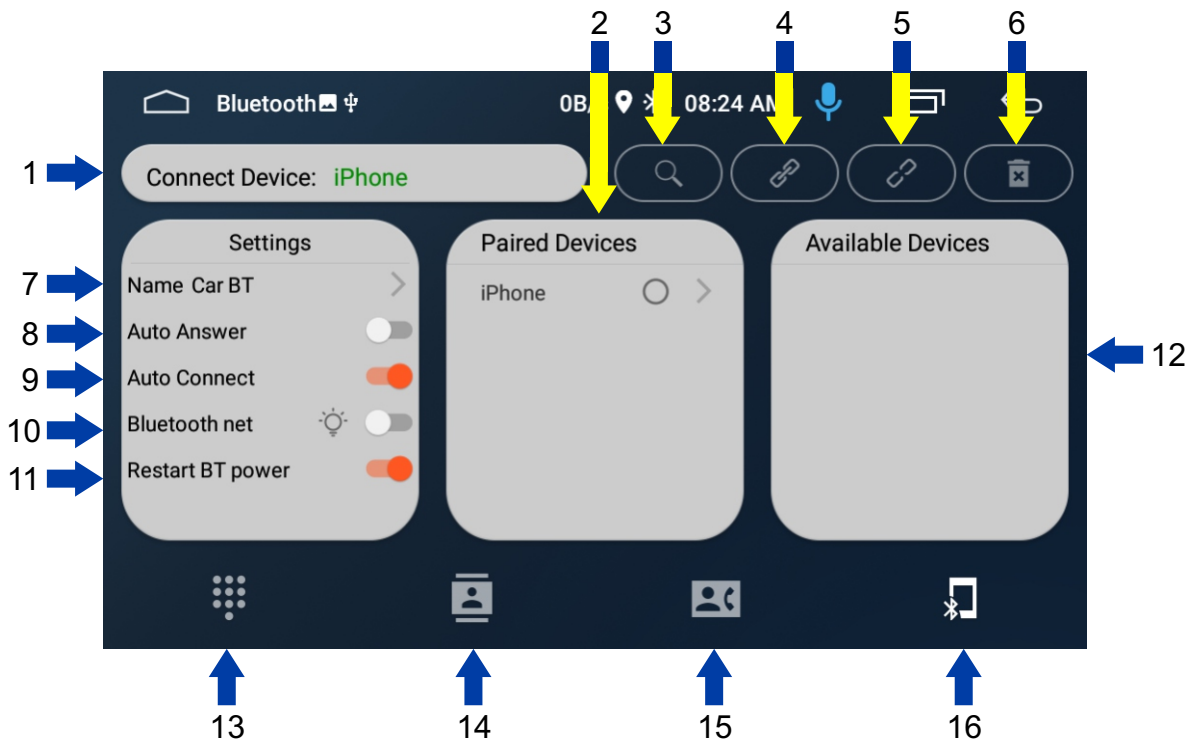 2 3 4 5 6
Bluetooth 0B/ 08:24 AM
1 Connect Device: iPhone
Settings
Paired Devices
Available Devices
7 Name Car BT
iPhone
8 Auto Answer
12
9 Auto Connect
10 Bluetooth net
11 Restart BT power
13 14 15 16